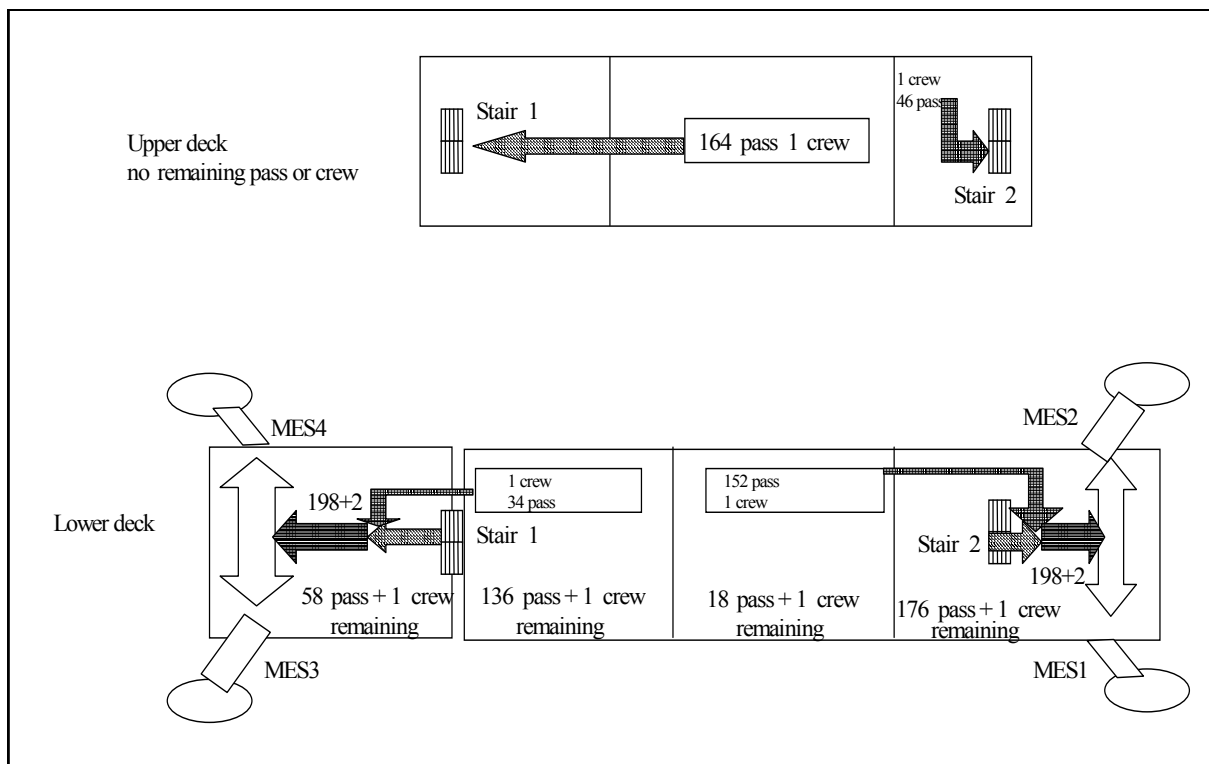 1 crew
46 pass
Stair 1
164 pass 1 crew
Stair 2
Upper deck
no remaining pass or crew
MES4
MES2
1 crew
34 pass
152 pass
1 crew
198+2
Lower deck
Stair 1
Stair 2
198+2
58 pass + 1 crew
remaining
136 pass + 1 crew
remaining
18 pass + 1 crew
remaining
176 pass + 1 crew
remaining
MES3
MES1